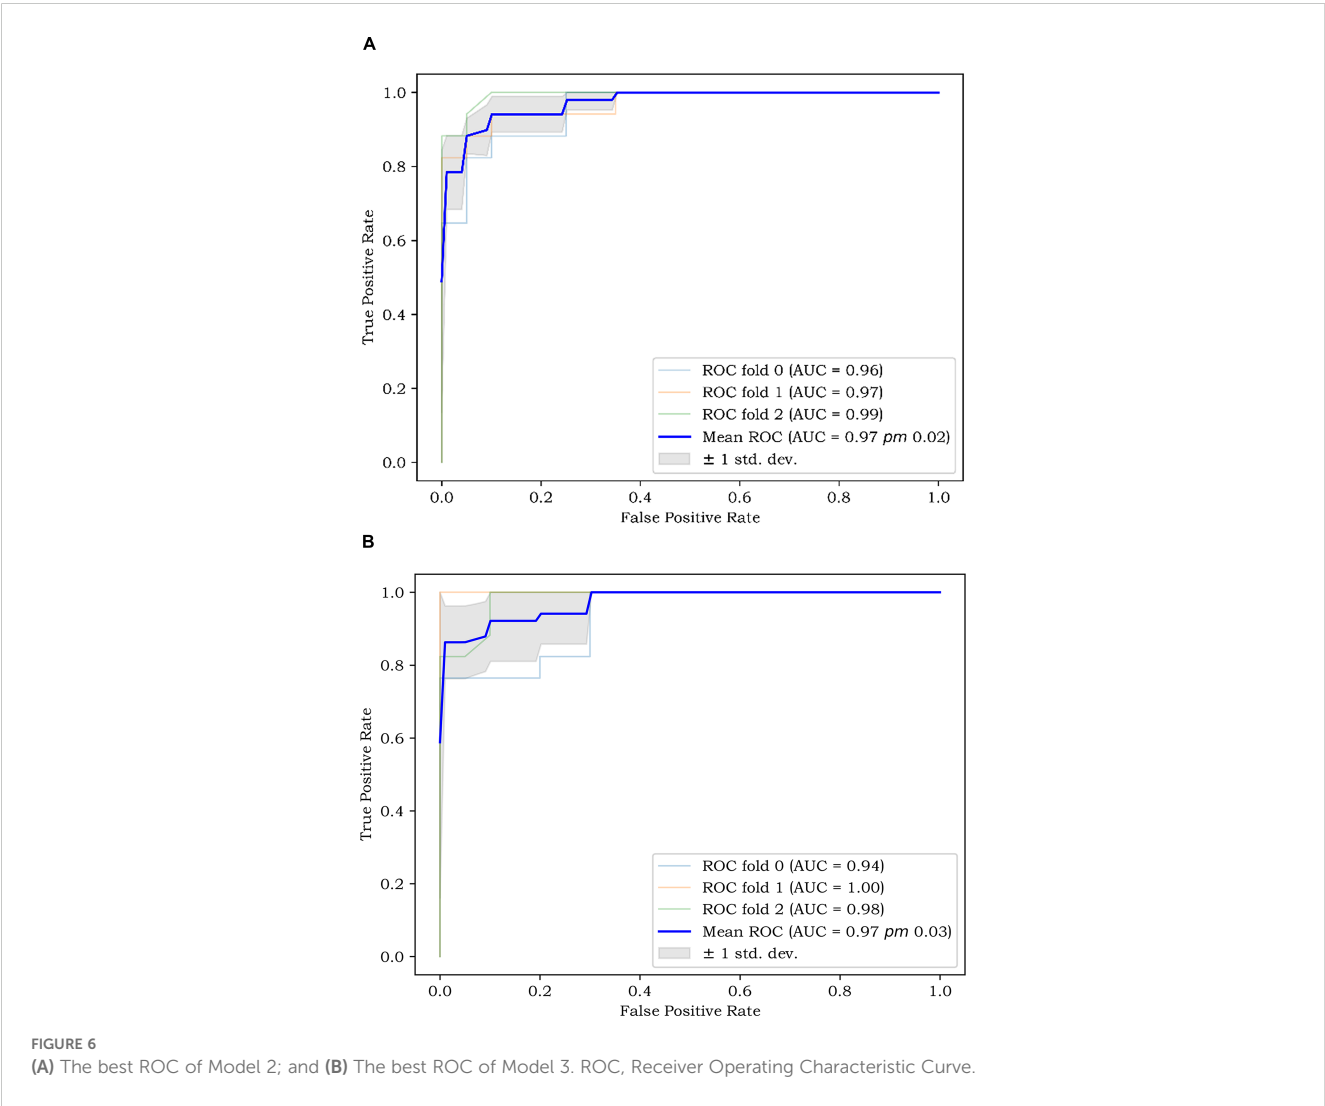 A
1.0
0.8
0.6
0.4
0.2
0.0
True Positive Rate
ROC fold 0 (AUC = 0.96)
ROC fold 1 (AUC = 0.97)
ROC fold 2 (AUC = 0.99)
Mean ROC (AUC = 0.97 pm 0.02)
± 1 std. dev.
0.0 0.2 0.4 0.6 0.8 1.0
False Positive Rate
B
1.0
0.8
0.6
0.4
0.2
0.0
True Positive Rate
ROC fold 0 (AUC = 0.94)
ROC fold 1 (AUC = 1.00)
ROC fold 2 (AUC = 0.98)
Mean ROC (AUC = 0.97 pm 0.03)
± 1 std. dev.
0.0 0.2 0.4 0.6 0.8 1.0
False Positive Rate
FIGURE 6
(A) The best ROC of Model 2; and (B) The best ROC of Model 3. ROC, Receiver Operating Characteristic Curve.